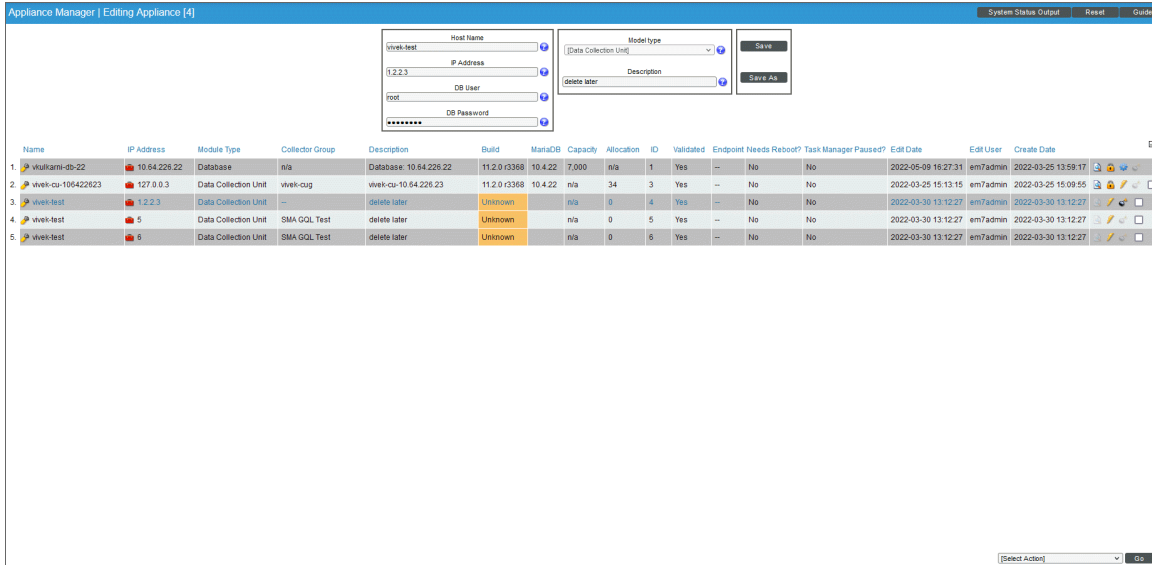 Appliance Manager | Editing Appliance [4]
System Status Output Reset Guide
Host Name
vivek-test
IP Address
1.2.2.3
DB User
root
DB Password
••••••••
Model type
[Data Collection Unit]
Description
delete later
Save
Save As
Name IP Address Module Type Collector Group Description Build MariaDB Capacity Allocation ID Validated Endpoint Needs Reboot? Task Manager Paused? Edit Date Edit User Create Date
1. vkulkarni-db-22 10.64.226.22 Database n/a Database: 10.64.226.22 11.2.0 r3368 10.4.22 7,000 n/a 1 Yes -- No No 2022-05-09 16:27:31 em7admin 2022-03-25 13:59:17
2. vivek-cu-106422623 127.0.0.3 Data Collection Unit vivek-cug vivek-cu-10.64.226.23 11.2.0 r3368 10.4.22 n/a 34 3 Yes -- No No 2022-03-25 15:13:15 em7admin 2022-03-25 15:09:55
3. vivek-test 1.2.2.3 Data Collection Unit -- delete later Unknown n/a 0 4 Yes -- No No 2022-03-30 13:12:27 em7admin 2022-03-30 13:12:27
4. vivek-test 5 Data Collection Unit SMA GQL Test delete later Unknown n/a 0 5 Yes -- No No 2022-03-30 13:12:27 em7admin 2022-03-30 13:12:27
5. vivek-test 6 Data Collection Unit SMA GQL Test delete later Unknown n/a 0 6 Yes -- No No 2022-03-30 13:12:27 em7admin 2022-03-30 13:12:27
[Select Action] Go